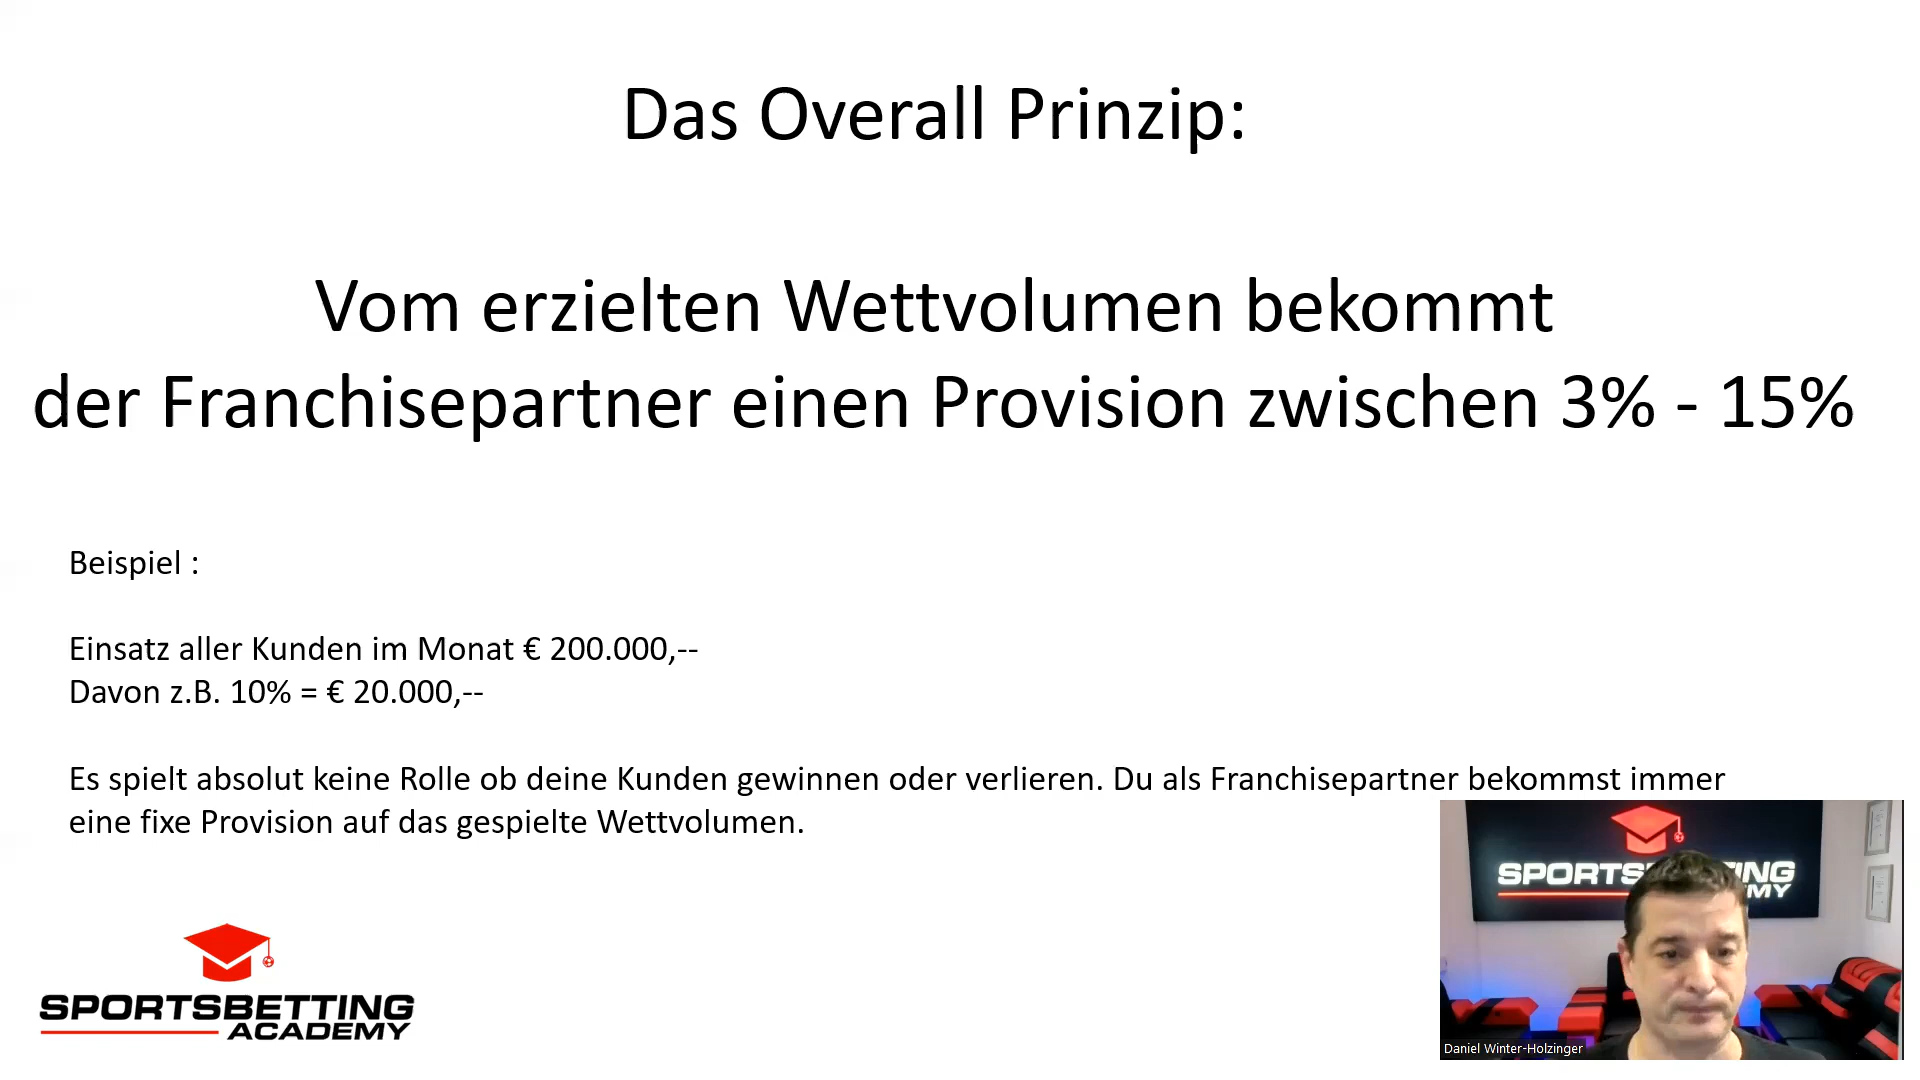 Das Overall Prinzip:
Vom erzielten Wettvolumen bekommt
der Franchisepartner einen Provision zwischen 3% - 15%
Beispiel :
Einsatz aller Kunden im Monat € 200.000,--
Davon z.B. 10% = € 20.000,--
Es spielt absolut keine Rolle ob deine Kunden gewinnen oder verlieren. Du als Franchisepartner bekommst immer
eine fixe Provision auf das gespielte Wettvolumen.
SPORTSBETTING
ACADEMY
Daniel Winter-Holzinger